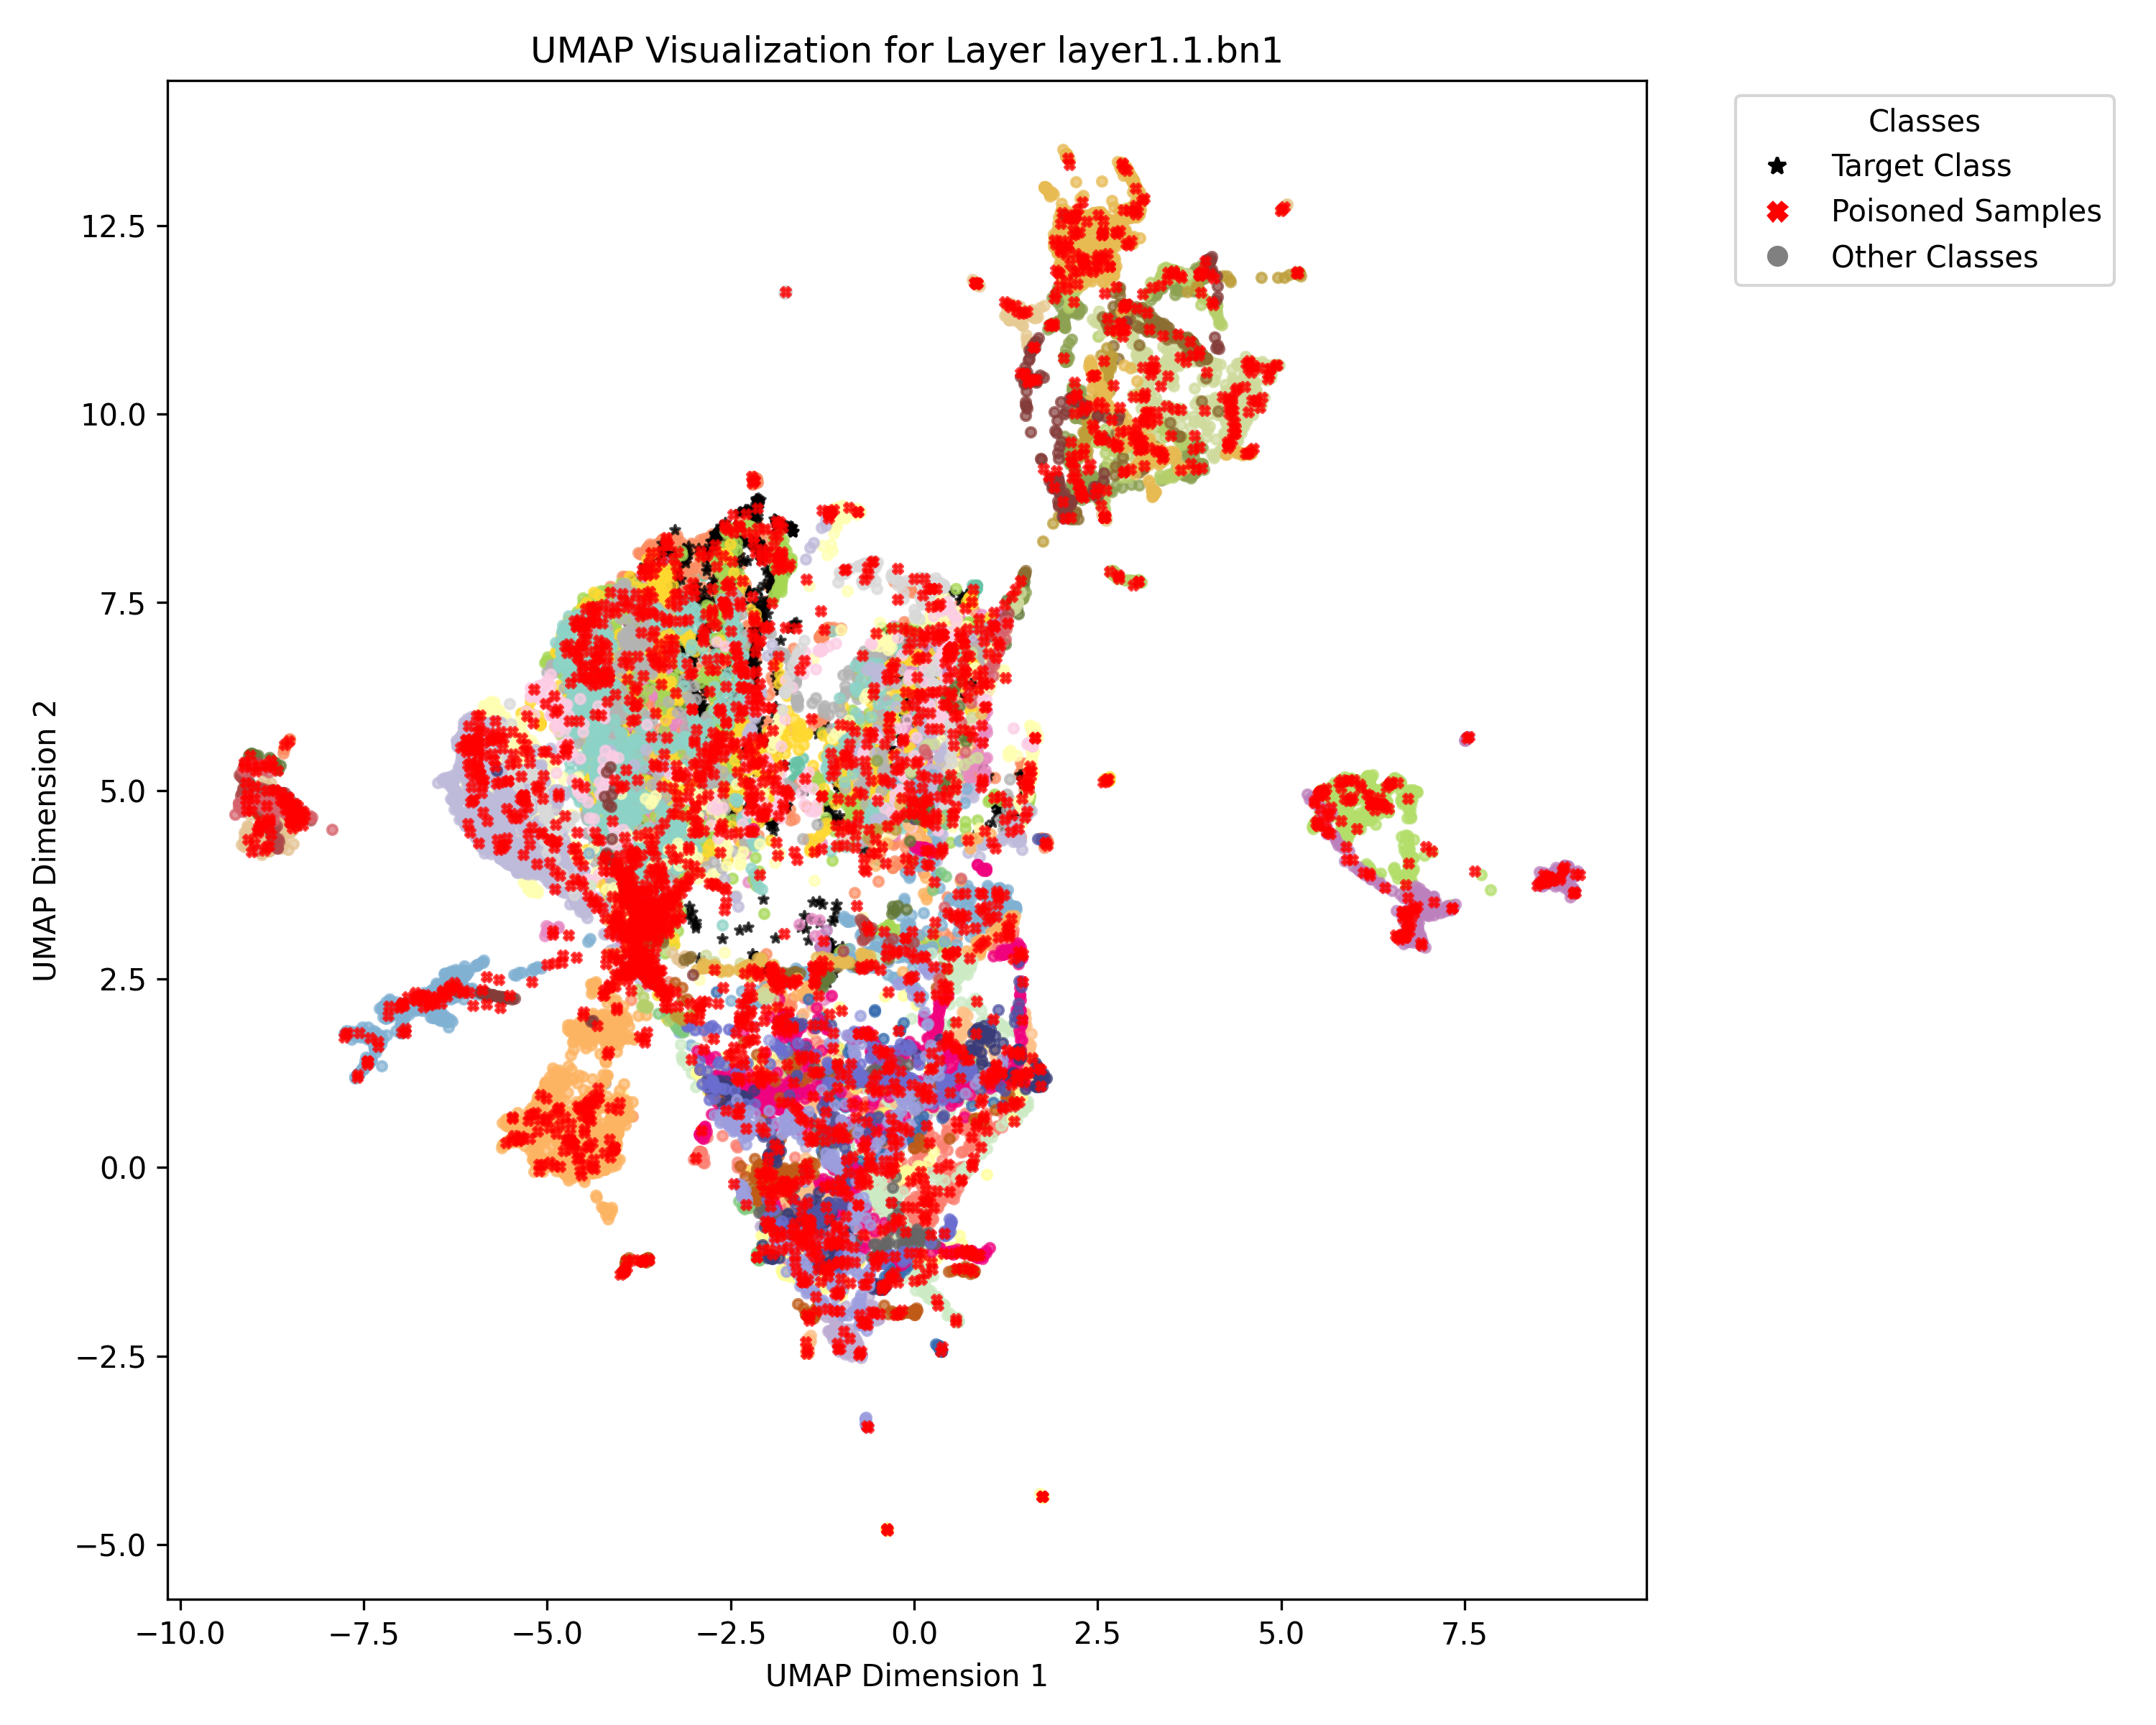 UMAP Visualization for Layer layer1.1.bn1
Classes
Target Class
Poisoned Samples
Other Classes
12.5
10.0
7.5
5.0
2.5
0.0
−2.5
−5.0
UMAP Dimension 2
−10.0
−7.5
−5.0
−2.5
0.0
2.5
5.0
7.5
UMAP Dimension 1